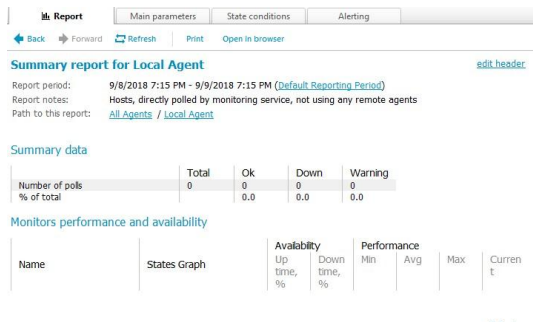 Report Main parameters State conditions Alerting
Back Forward Refresh Print Open in browser
Summary report for Local Agent edit header
Report period: 9/8/2018 7:15 PM - 9/9/2018 7:15 PM (Default Reporting Period)
Report notes: Hosts, directly polled by monitoring service, not using any remote agents
Path to this report: All Agents / Local Agent
Summary data
Total Ok Down Warning
Number of polls 0 0 0 0
% of total 0.0 0.0 0.0
Monitors performance and availability
Availability Performance
Name States Graph Up time, % Down time, % Min Avg Max Current